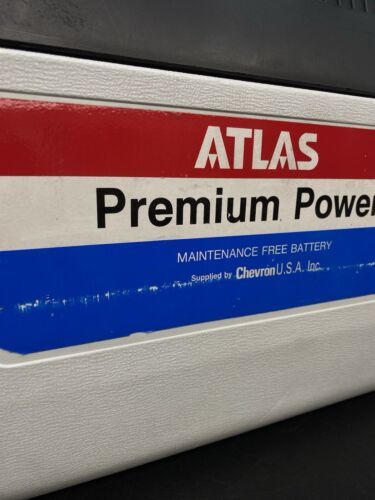 ATLAS
Premium Power
MAINTENANCE FREE BATTERY
Supplied by Chevron U.S.A. Inc.